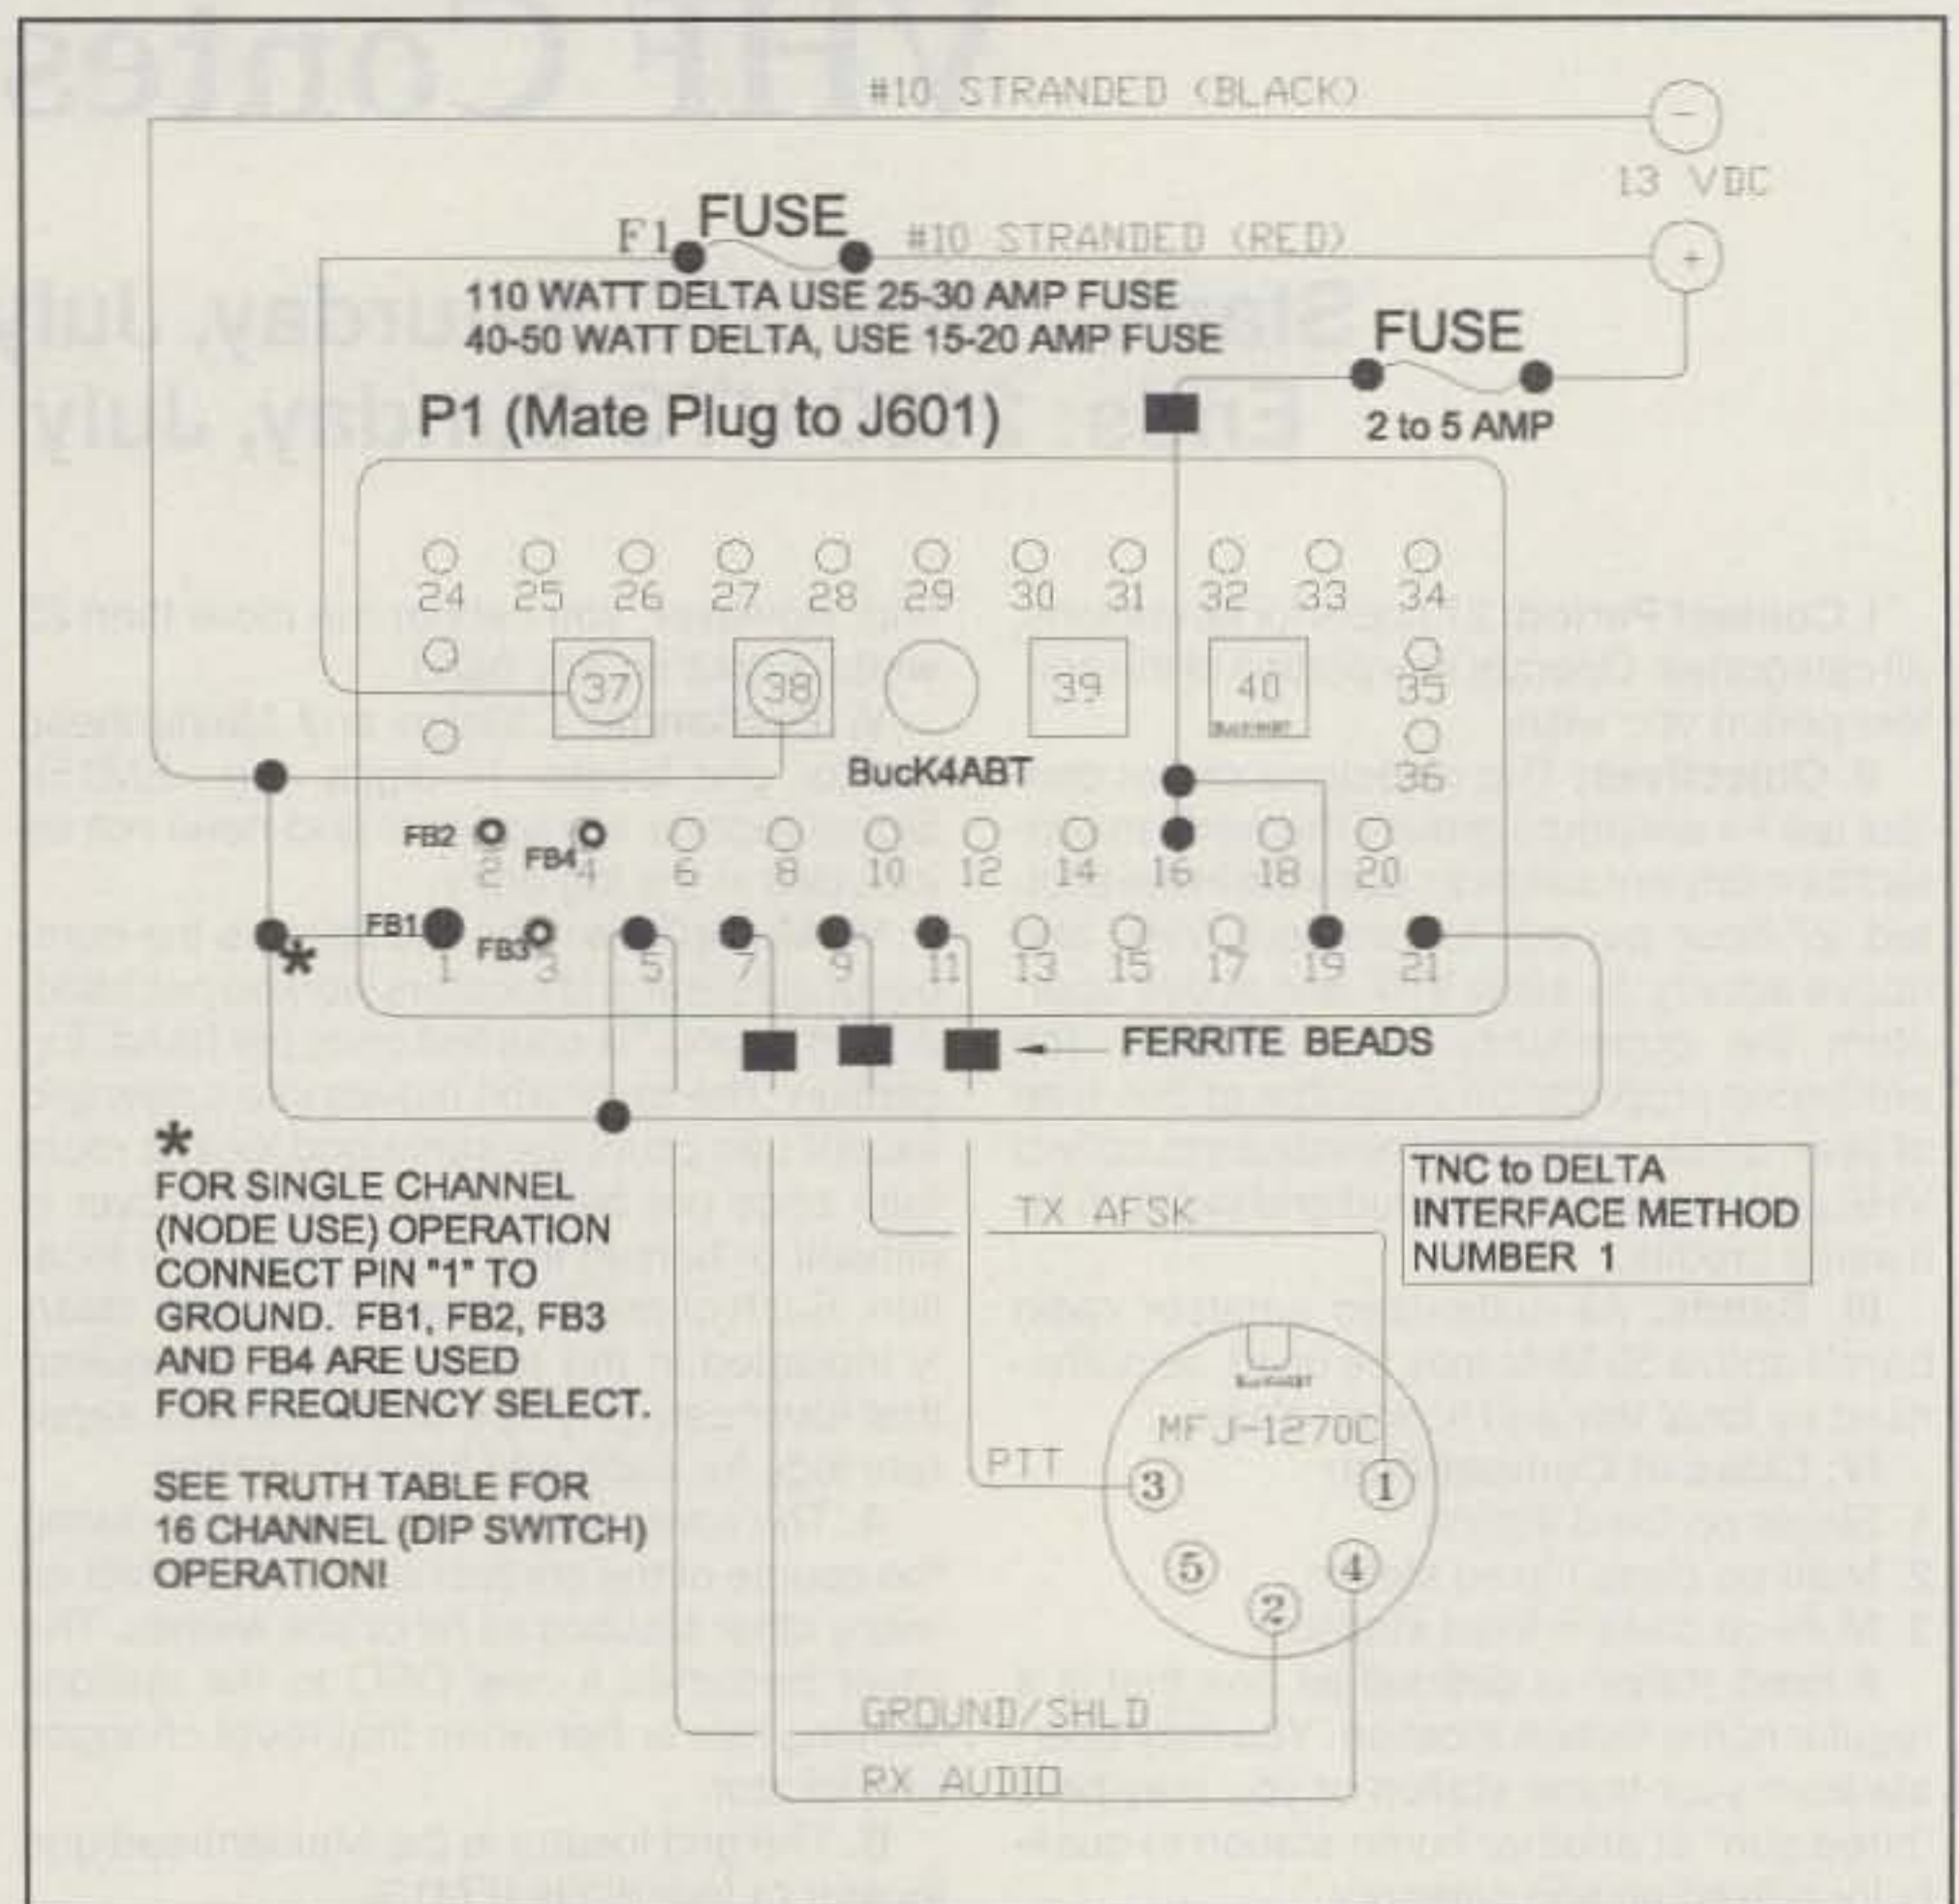 #10 STRANDED (BLACK)
−
13 VDC
F1 FUSE
#10 STRANDED (RED)
+
110 WATT DELTA USE 25-30 AMP FUSE
40-50 WATT DELTA, USE 15-20 AMP FUSE
FUSE
2 to 5 AMP
P1 (Mate Plug to J601)
24 25 26 27 28 29 30 31 32 33 34
37 38 39 40 35
BucK4ABT
BucK4ABT
36
FB2 FB4
2 4 6 8 10 12 14 16 18 20
FB1 FB3
*
1 3 5 7 9 11 13 15 17 19 21
FERRITE BEADS
*
FOR SINGLE CHANNEL
(NODE USE) OPERATION
CONNECT PIN "1" TO
GROUND. FB1, FB2, FB3
AND FB4 ARE USED
FOR FREQUENCY SELECT.
SEE TRUTH TABLE FOR
16 CHANNEL (DIP SWITCH)
OPERATION!
TNC to DELTA
INTERFACE METHOD
NUMBER 1
TX AFSK
BucK4ABT
MFJ-1270C
PTT
3 1
5 4
2
GROUND/SHLD
RX AUDIO